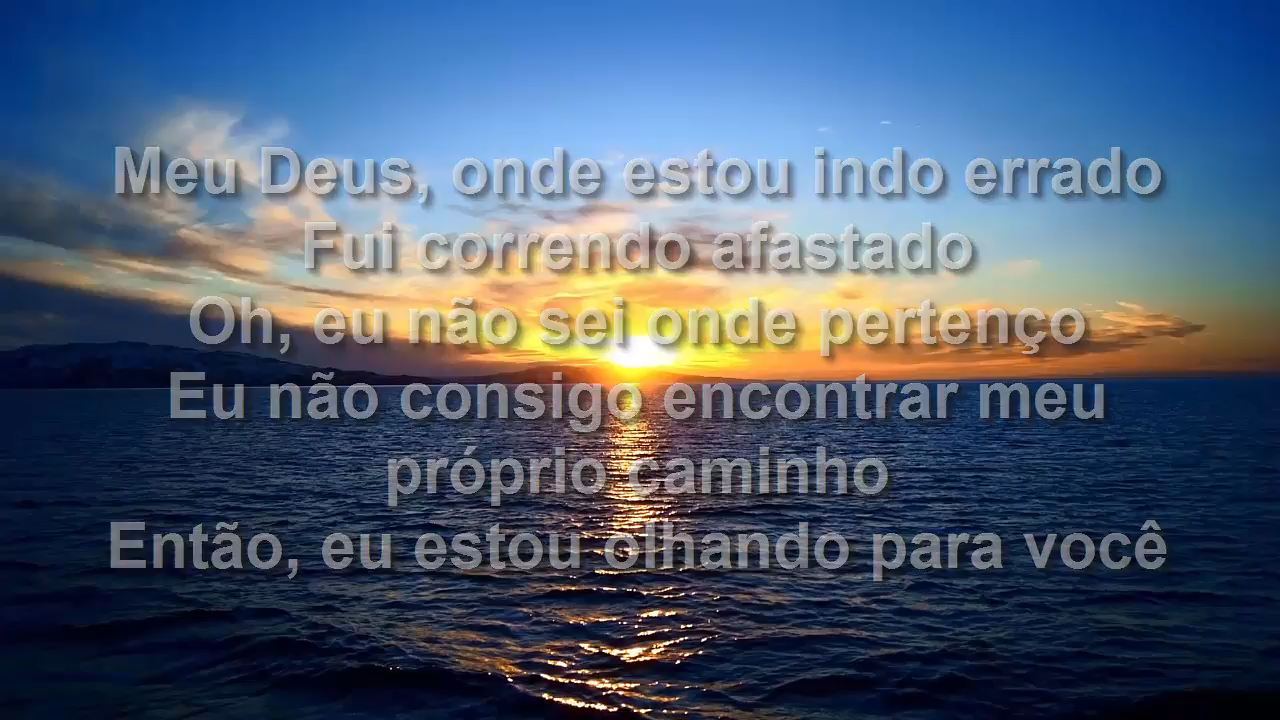 Meu Deus, onde estou indo errado
Fui correndo afastado
Oh, eu não sei onde pertenço
Eu não consigo encontrar meu
próprio caminho
Então, eu estou olhando para você